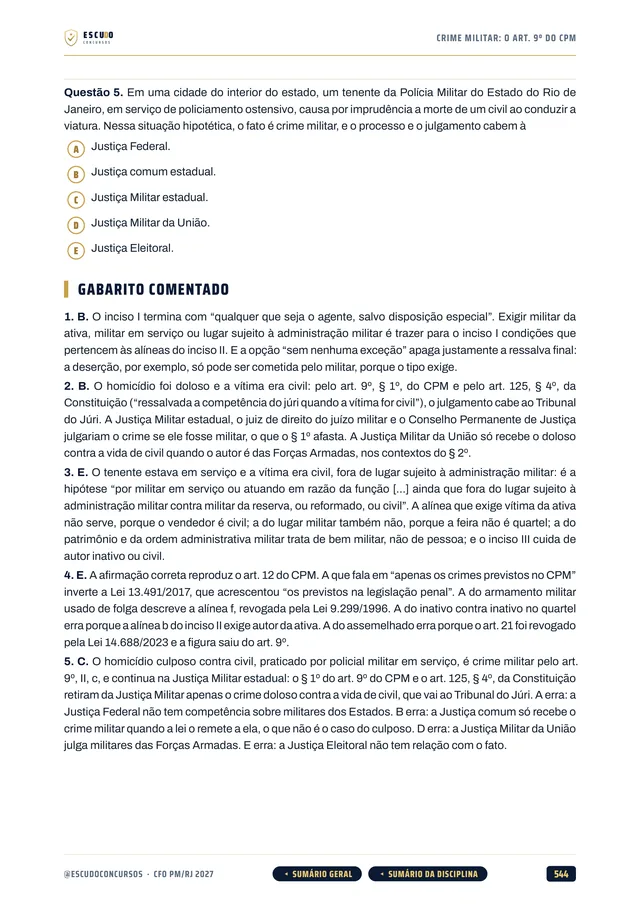 ESCUDO
CONCURSOS
CRIME MILITAR: O ART. 9º DO CPM
Questão 5. Em uma cidade do interior do estado, um tenente da Polícia Militar do Estado do Rio de
Janeiro, em serviço de policiamento ostensivo, causa por imprudência a morte de um civil ao conduzir a
viatura. Nessa situação hipotética, o fato é crime militar, e o processo e o julgamento cabem à
A Justiça Federal.
B Justiça comum estadual.
C Justiça Militar estadual.
D Justiça Militar da União.
E Justiça Eleitoral.
GABARITO COMENTADO
1. B. O inciso I termina com “qualquer que seja o agente, salvo disposição especial”. Exigir militar da
ativa, militar em serviço ou lugar sujeito à administração militar é trazer para o inciso I condições que
pertencem às alíneas do inciso II. E a opção “sem nenhuma exceção” apaga justamente a ressalva final:
a deserção, por exemplo, só pode ser cometida pelo militar, porque o tipo exige.
2. B. O homicídio foi doloso e a vítima era civil: pelo art. 9º, § 1º, do CPM e pelo art. 125, § 4º, da
Constituição (“ressalvada a competência do júri quando a vítima for civil”), o julgamento cabe ao Tribunal
do Júri. A Justiça Militar estadual, o juiz de direito do juízo militar e o Conselho Permanente de Justiça
julgariam o crime se ele fosse militar, o que o § 1º afasta. A Justiça Militar da União só recebe o doloso
contra a vida de civil quando o autor é das Forças Armadas, nos contextos do § 2º.
3. E. O tenente estava em serviço e a vítima era civil, fora de lugar sujeito à administração militar: é a
hipótese “por militar em serviço ou atuando em razão da função [...] ainda que fora do lugar sujeito à
administração militar contra militar da reserva, ou reformado, ou civil”. A alínea que exige vítima da ativa
não serve, porque o vendedor é civil; a do lugar militar também não, porque a feira não é quartel; a do
patrimônio e da ordem administrativa militar trata de bem militar, não de pessoa; e o inciso III cuida de
autor inativo ou civil.
4. E. A afirmação correta reproduz o art. 12 do CPM. A que fala em “apenas os crimes previstos no CPM”
inverte a Lei 13.491/2017, que acrescentou “os previstos na legislação penal”. A do armamento militar
usado de folga descreve a alínea f, revogada pela Lei 9.299/1996. A do inativo contra inativo no quartel
erra porque a alínea b do inciso II exige autor da ativa. A do assemelhado erra porque o art. 21 foi revogado
pela Lei 14.688/2023 e a figura saiu do art. 9º.
5. C. O homicídio culposo contra civil, praticado por policial militar em serviço, é crime militar pelo art.
9º, II, c, e continua na Justiça Militar estadual: o § 1º do art. 9º do CPM e o art. 125, § 4º, da Constituição
retiram da Justiça Militar apenas o crime doloso contra a vida de civil, que vai ao Tribunal do Júri. A erra: a
Justiça Federal não tem competência sobre militares dos Estados. B erra: a Justiça comum só recebe o
crime militar quando a lei o remete a ela, o que não é o caso do culposo. D erra: a Justiça Militar da União
julga militares das Forças Armadas. E erra: a Justiça Eleitoral não tem relação com o fato.
@ESCUDOCONCURSOS · CFO PM/RJ 2027
SUMÁRIO GERAL
SUMÁRIO DA DISCIPLINA
544